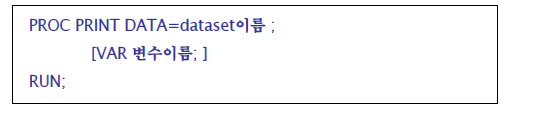 PROC PRINT DATA=dataset이름 ;
[VAR 변수이름; ]
RUN;